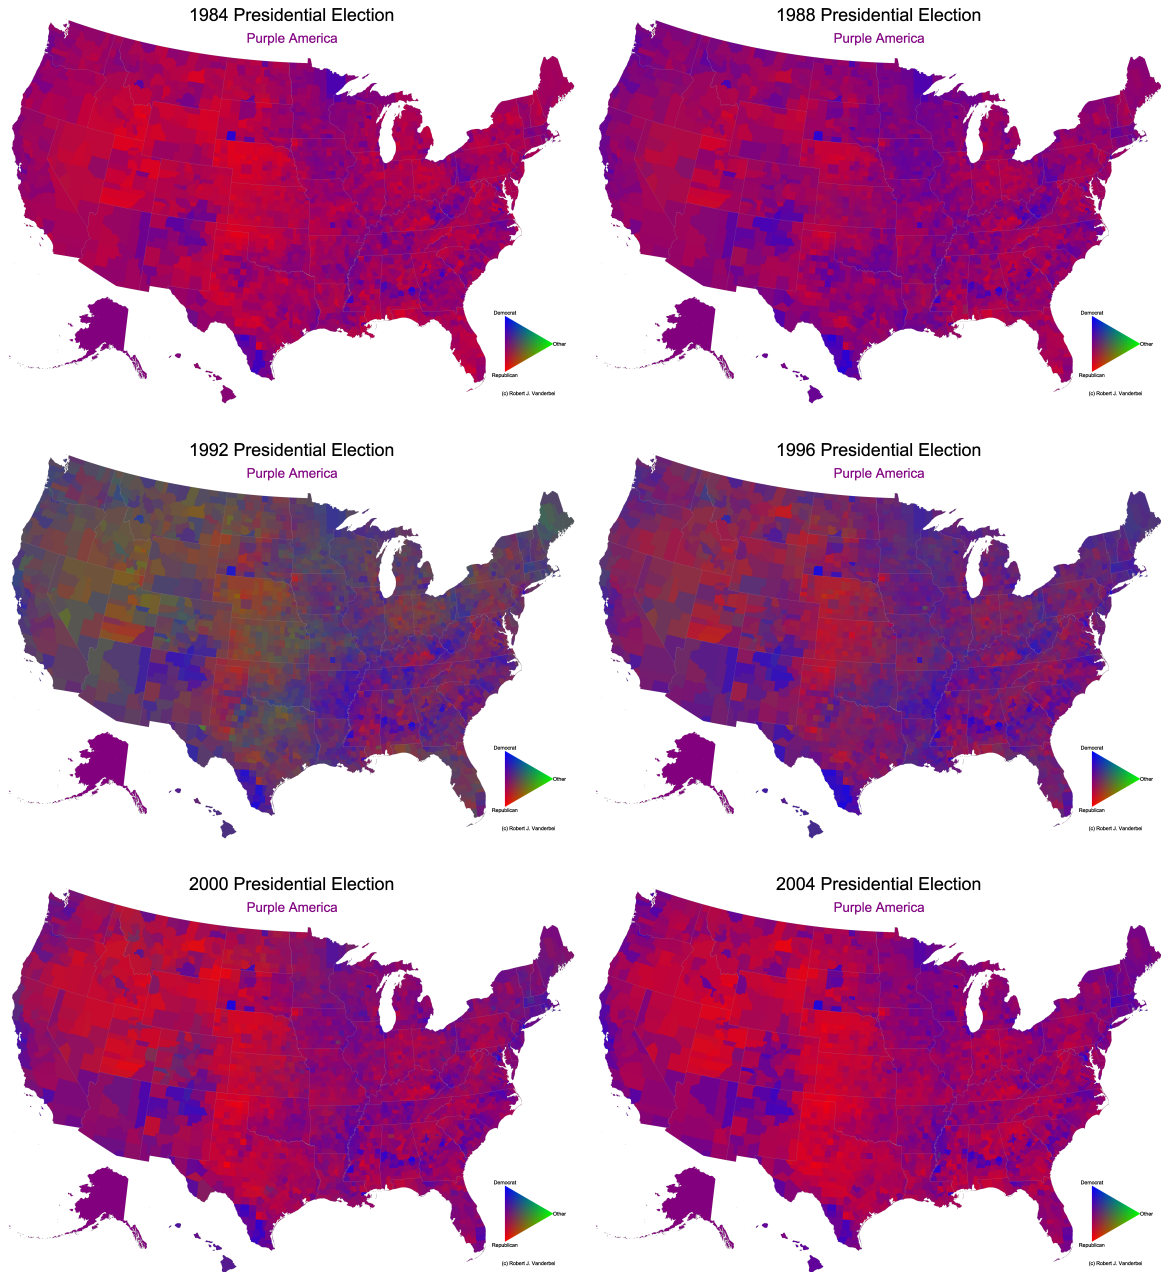 1984 Presidential Election
Purple America
Democrat
Other
Republican
(c) Robert J. Vanderbei
1988 Presidential Election
Purple America
Democrat
Other
Republican
(c) Robert J. Vanderbei
1992 Presidential Election
Purple America
Democrat
Other
Republican
(c) Robert J. Vanderbei
1996 Presidential Election
Purple America
Democrat
Other
Republican
(c) Robert J. Vanderbei
2000 Presidential Election
Purple America
Democrat
Other
Republican
(c) Robert J. Vanderbei
2004 Presidential Election
Purple America
Democrat
Other
Republican
(c) Robert J. Vanderbei